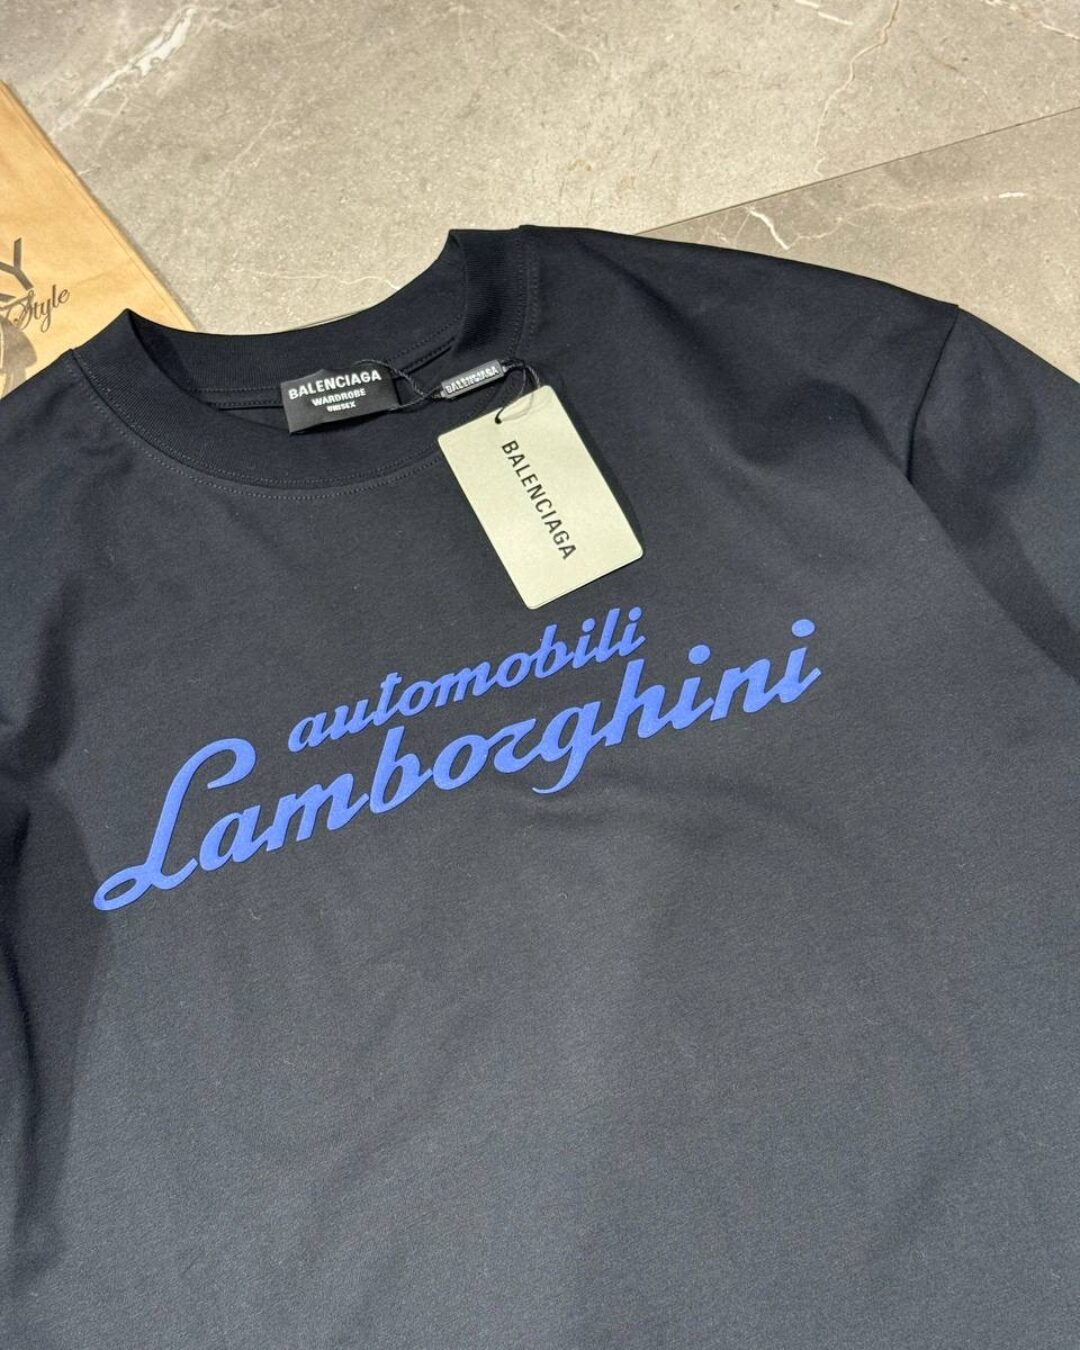 Style
BALENCIAGA
WARDROBE
UNISEX
BALENCIAGA
BALENCIAGA
automobili
Lamborghini